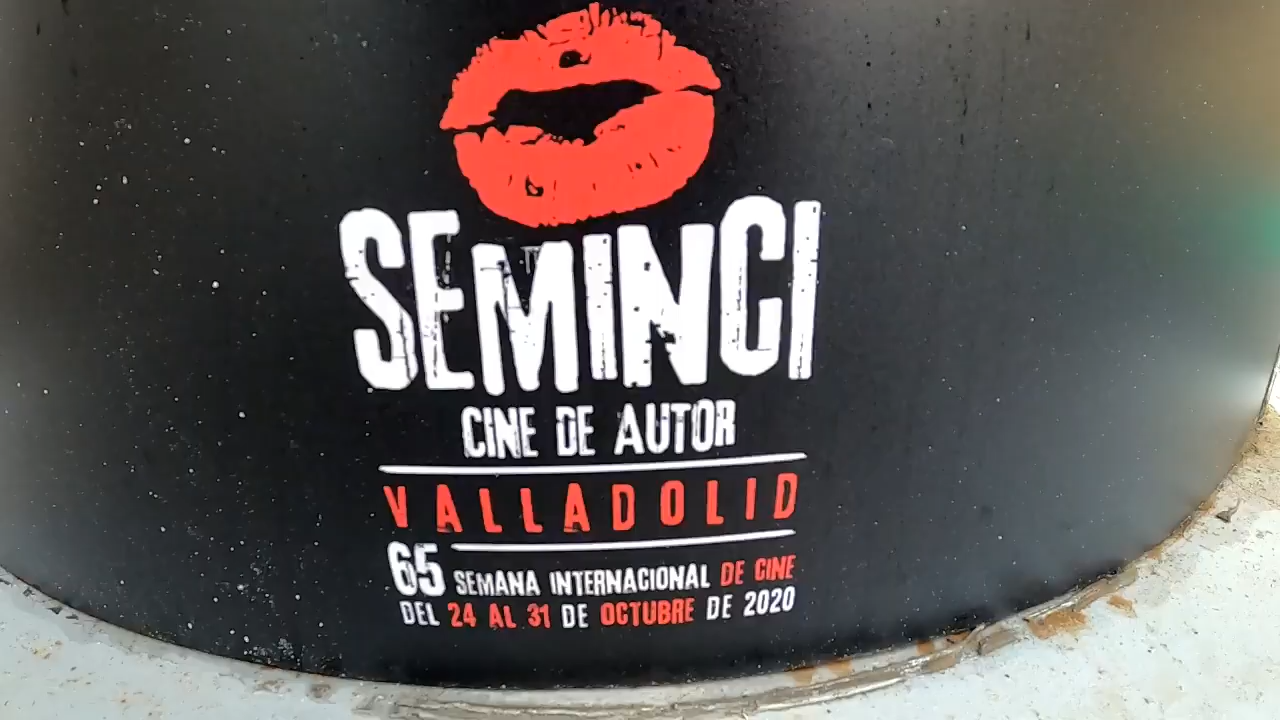 SEMINCI
CINE DE AUTOR
VALLADOLID
65 SEMANA INTERNACIONAL DE CINE
DEL 24 AL 31 DE OCTUBRE DE 2020